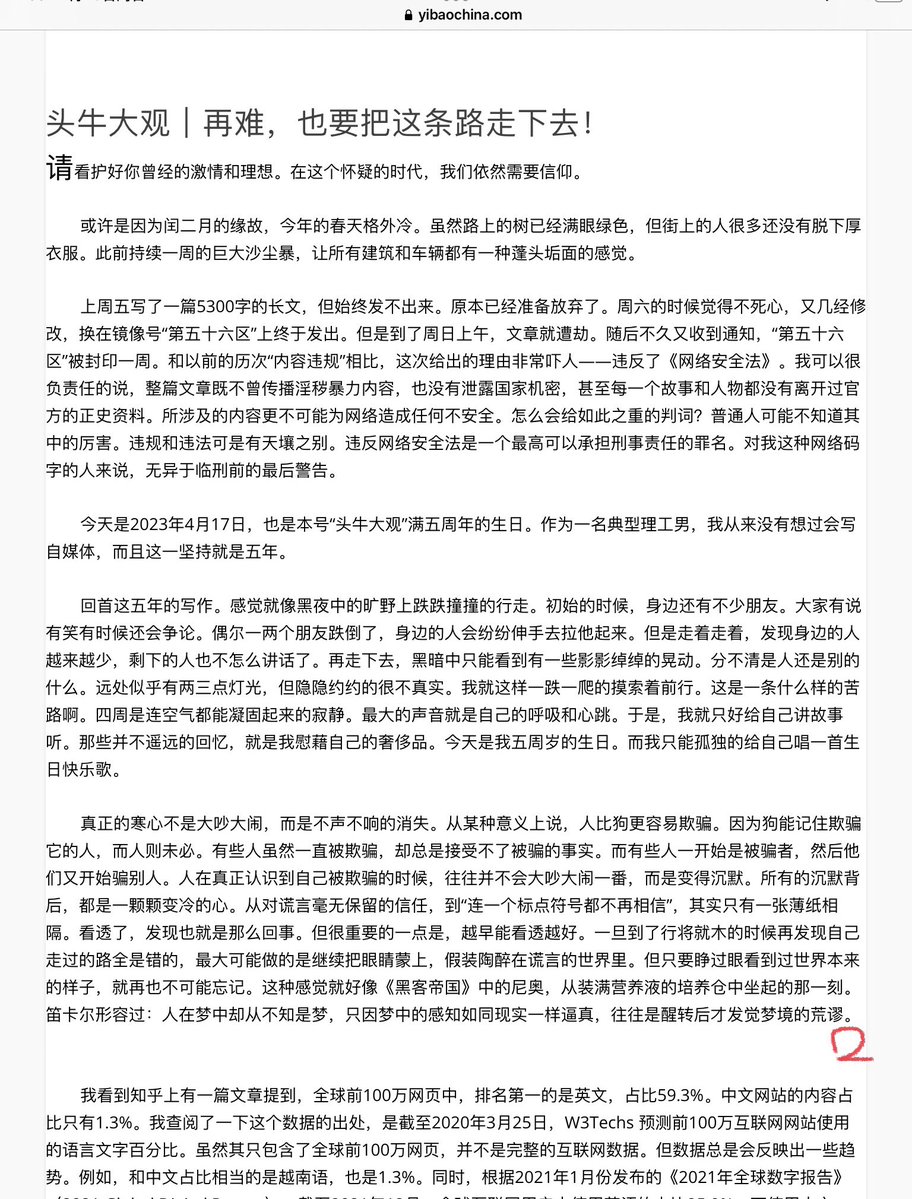 yibaochina.com
头牛大观｜再难，也要把这条路走下去！
请看护好你曾经的激情和理想。在这个怀疑的时代，我们依然需要信仰。
或许是因为闰二月的缘故，今年的春天格外冷。虽然路上的树已经满眼绿色，但街上的人很多还没有脱下厚
衣服。此前持续一周的巨大沙尘暴，让所有建筑和车辆都有一种蓬头垢面的感觉。
上周五写了一篇5300字的长文，但始终发不出来。原本已经准备放弃了。周六的时候觉得不死心，又几经修
改，换在镜像号“第五十六区”上终于发出。但是到了周日上午，文章就遭劫。随后不久又收到通知，“第五十六
区”被封印一周。和以前的历次“内容违规”相比，这次给出的理由非常吓人——违反了《网络安全法》。我可以很
负责任的说，整篇文章既不曾传播淫秽暴力内容，也没有泄露国家机密，甚至每一个故事和人物都没有离开过官
方的正史资料。所涉及的内容更不可能为网络造成任何不安全。怎么会给如此之重的判词？普通人可能不知道其
中的厉害。违规和违法可是有天壤之别。违反网络安全法是一个最高可以承担刑事责任的罪名。对我这种网络码
字的人来说，无异于临刑前的最后警告。
今天是2023年4月17日，也是本号“头牛大观”满五周年的生日。作为一名典型理工男，我从来没有想过会写
自媒体，而且这一坚持就是五年。
回首这五年的写作。感觉就像黑夜中的旷野上跌跌撞撞的行走。初始的时候，身边还有不少朋友。大家有说
有笑有时候还会争论。偶尔一两个朋友跌倒了，身边的人会纷纷伸手去拉他起来。但是走着走着，发现身边的人
越来越少，剩下的人也不怎么讲话了。再走下去，黑暗中只能看到有一些影影绰绰的晃动。分不清是人还是别的
什么。远处似乎有两三点灯光，但隐隐约约的很不真实。我就这样一跌一爬的摸索着前行。这是一条什么样的苦
路啊。四周是连空气都能凝固起来的寂静。最大的声音就是自己的呼吸和心跳。于是，我就只好给自己讲故事
听。那些并不遥远的回忆，就是我慰藉自己的奢侈品。今天是我五周岁的生日。而我只能孤独的给自己唱一首生
日快乐歌。
真正的寒心不是大吵大闹，而是不声不响的消失。从某种意义上说，人比狗更容易欺骗。因为狗能记住欺骗
它的人，而人则未必。有些人虽然一直被欺骗，却总是接受不了被骗的事实。而有些人一开始是被骗者，然后他
们又开始骗别人。人在真正认识到自己被欺骗的时候，往往并不会大吵大闹一番，而是变得沉默。所有的沉默背
后，都是一颗颗变冷的心。从对谎言毫无保留的信任，到“连一个标点符号都不再相信”，其实只有一张薄纸相
隔。看透了，发现也就是那么回事。但很重要的一点是，越早能看透越好。一旦到了行将就木的时候再发现自己
走过的路全是错的，最大可能做的是继续把眼睛蒙上，假装陶醉在谎言的世界里。但只要睁过眼看到过世界本来
的样子，就再也不可能忘记。这种感觉就好像《黑客帝国》中的尼奥，从装满营养液的培养仓中坐起的那一刻。
笛卡尔形容过：人在梦中却从不知是梦，只因梦中的感知如同现实一样逼真，往往是醒转后才发觉梦境的荒谬。
我看到知乎上有一篇文章提到，全球前100万网页中，排名第一的是英文，占比59.3%。中文网站的内容占
比只有1.3%。我查阅了一下这个数据的出处，是截至2020年3月25日，W3Techs 预测前100万互联网网站使用
的语言文字百分比。虽然其只包含了全球前100万网页，并不是完整的互联网数据。但数据总是会反映出一些趋
势。例如，和中文占比相当的是越南语，也是1.3%。同时，根据2021年1月份发布的《2021年全球数字报告》